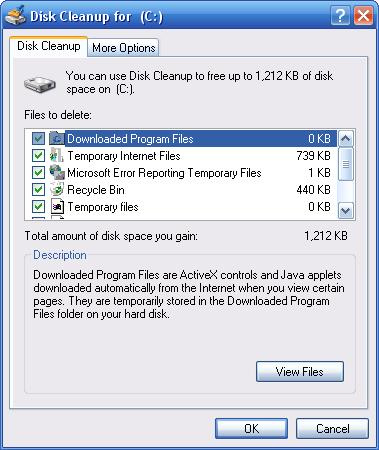 Disk Cleanup for (C:)
Disk Cleanup More Options
You can use Disk Cleanup to free up to 1,212 KB of disk
space on (C:).
Files to delete:
Downloaded Program Files 0 KB
Temporary Internet Files 739 KB
Microsoft Error Reporting Temporary Files 1 KB
Recycle Bin 440 KB
Temporary files 0 KB
Total amount of disk space you gain: 1,212 KB
Description
Downloaded Program Files are ActiveX controls and Java applets
downloaded automatically from the Internet when you view certain
pages. They are temporarily stored in the Downloaded Program
Files folder on your hard disk.
View Files
OK Cancel